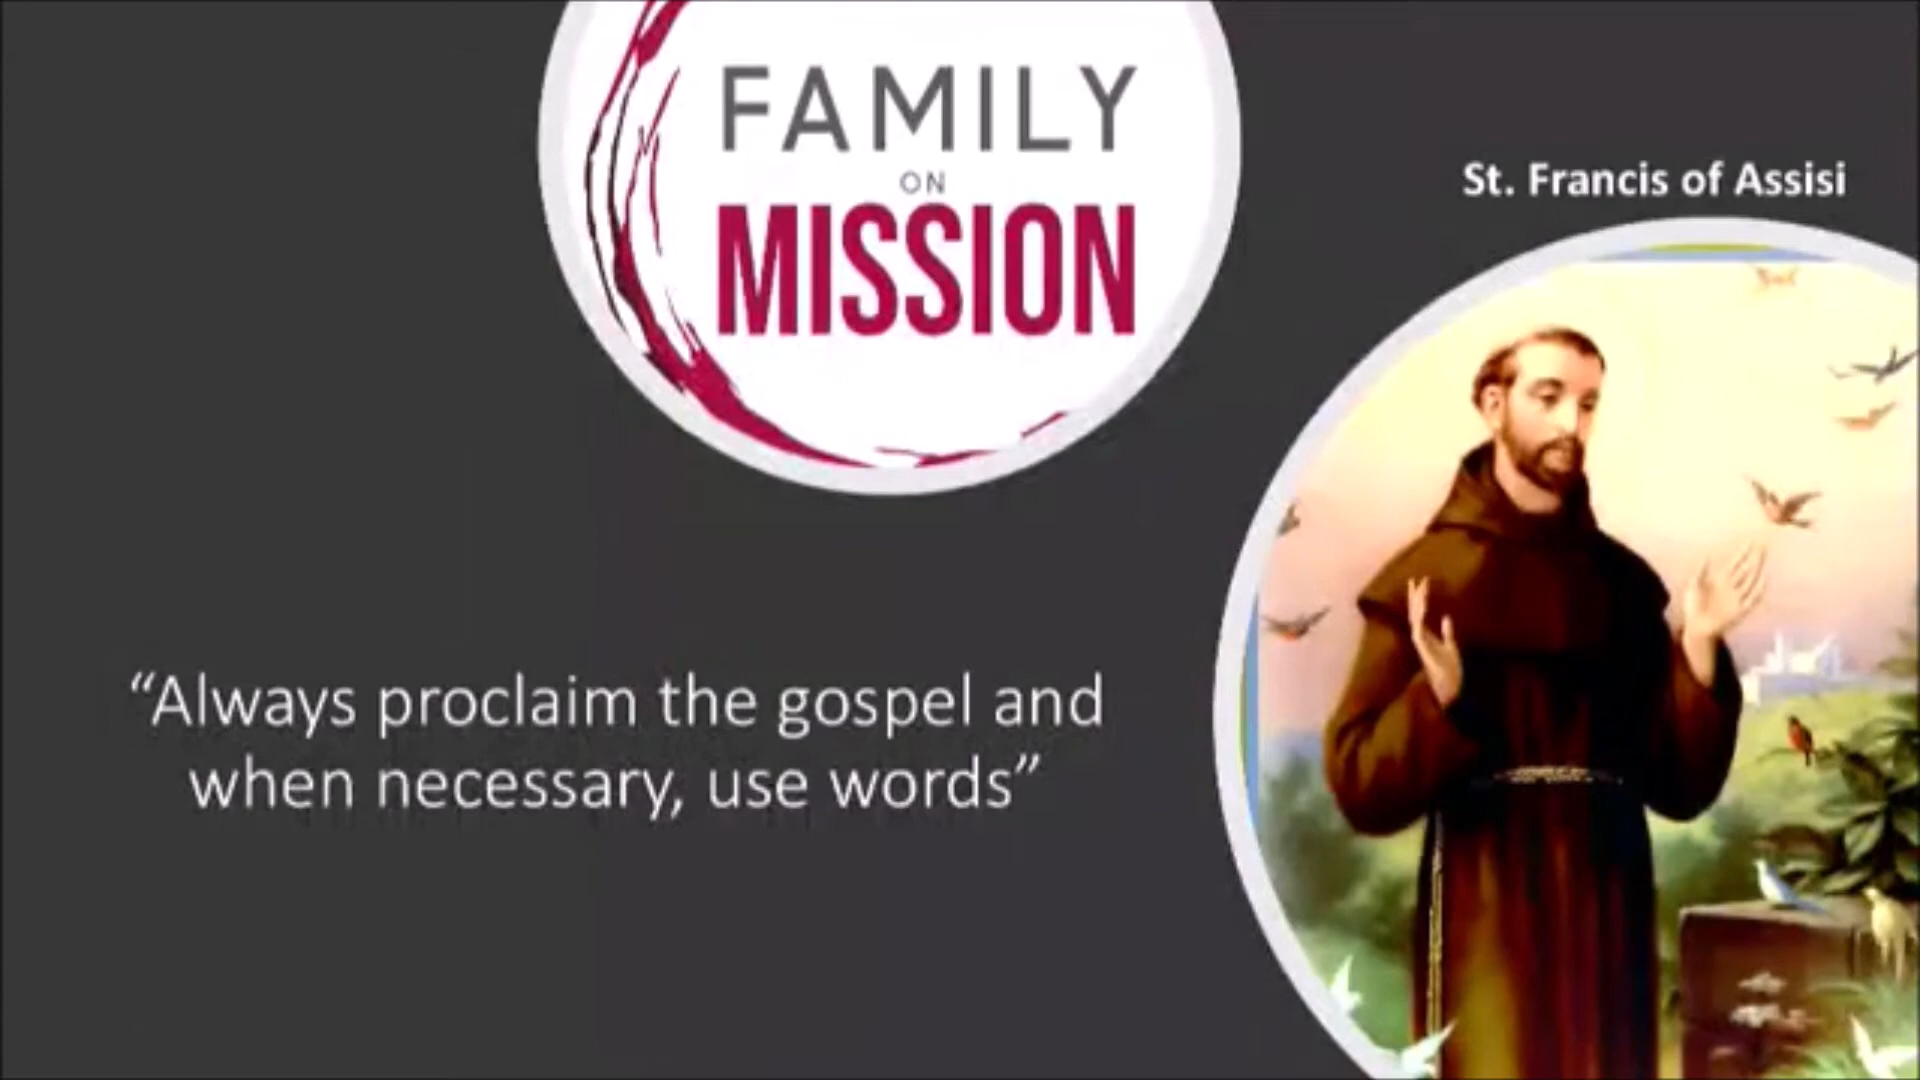 FAMILY
ON
MISSION
St. Francis of Assisi
“Always proclaim the gospel and
when necessary, use words”